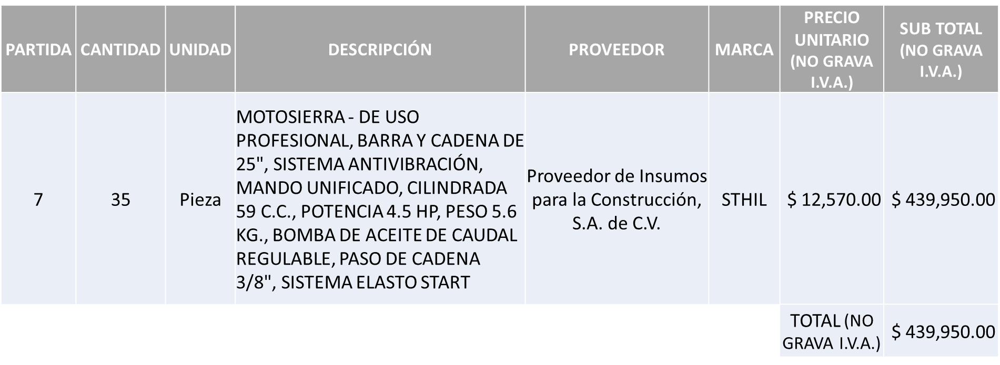 PARTIDA CANTIDAD UNIDAD DESCRIPCIÓN PROVEEDOR MARCA
PRECIO
UNITARIO
(NO GRAVA
I.V.A.)
SUB TOTAL
(NO GRAVA
I.V.A.)
7
35
Pieza
MOTOSIERRA - DE USO
PROFESIONAL, BARRA Y CADENA DE
25", SISTEMA ANTIVIBRACIÓN,
MANDO UNIFICADO, CILINDRADA
59 C.C., POTENCIA 4.5 HP, PESO 5.6
KG., BOMBA DE ACEITE DE CAUDAL
REGULABLE, PASO DE CADENA
3/8", SISTEMA ELASTO START
Proveedor de Insumos
para la Construcción,
S.A. de C.V.
STHIL
$ 12,570.00
$ 439,950.00
TOTAL (NO
GRAVA I.V.A.)
$ 439,950.00